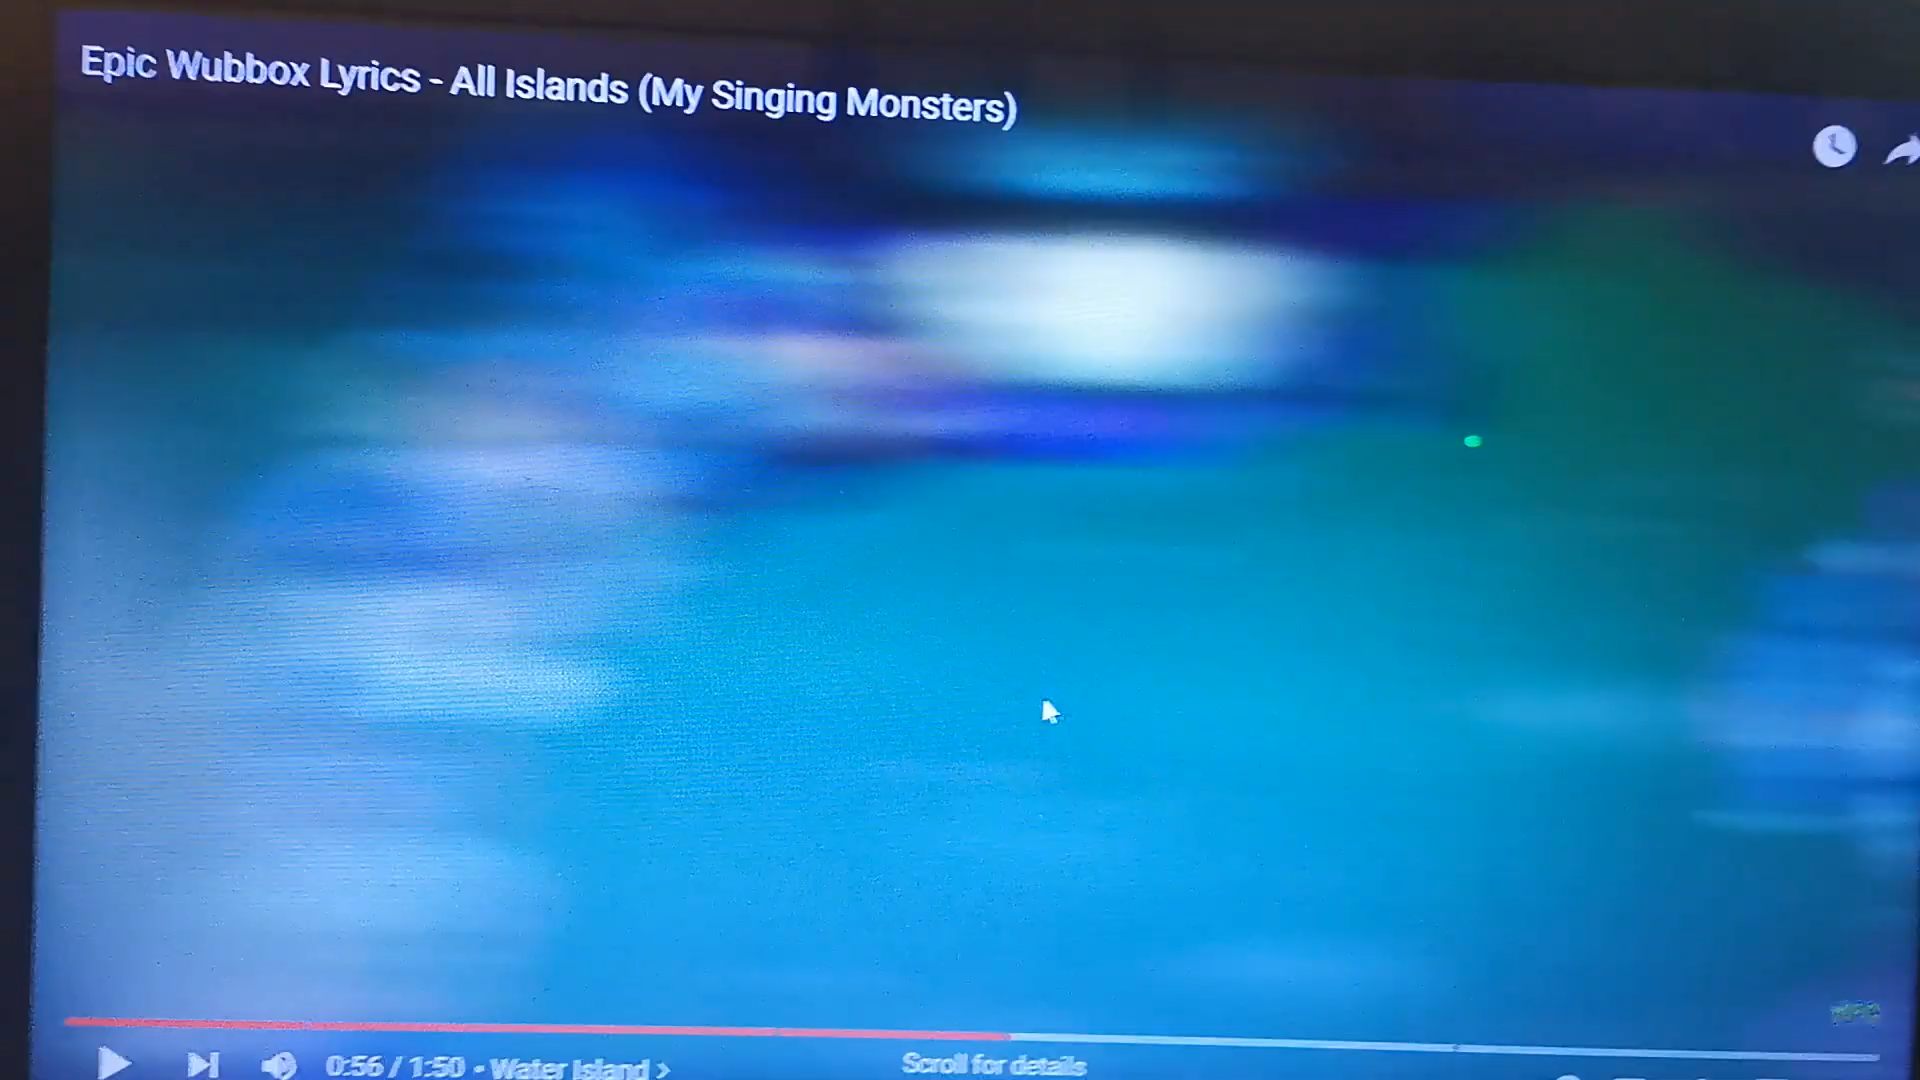 Epic Wubbox Lyrics - All Islands (My Singing Monsters)
0:56 / 1:50 • Water Island >
Scroll for details